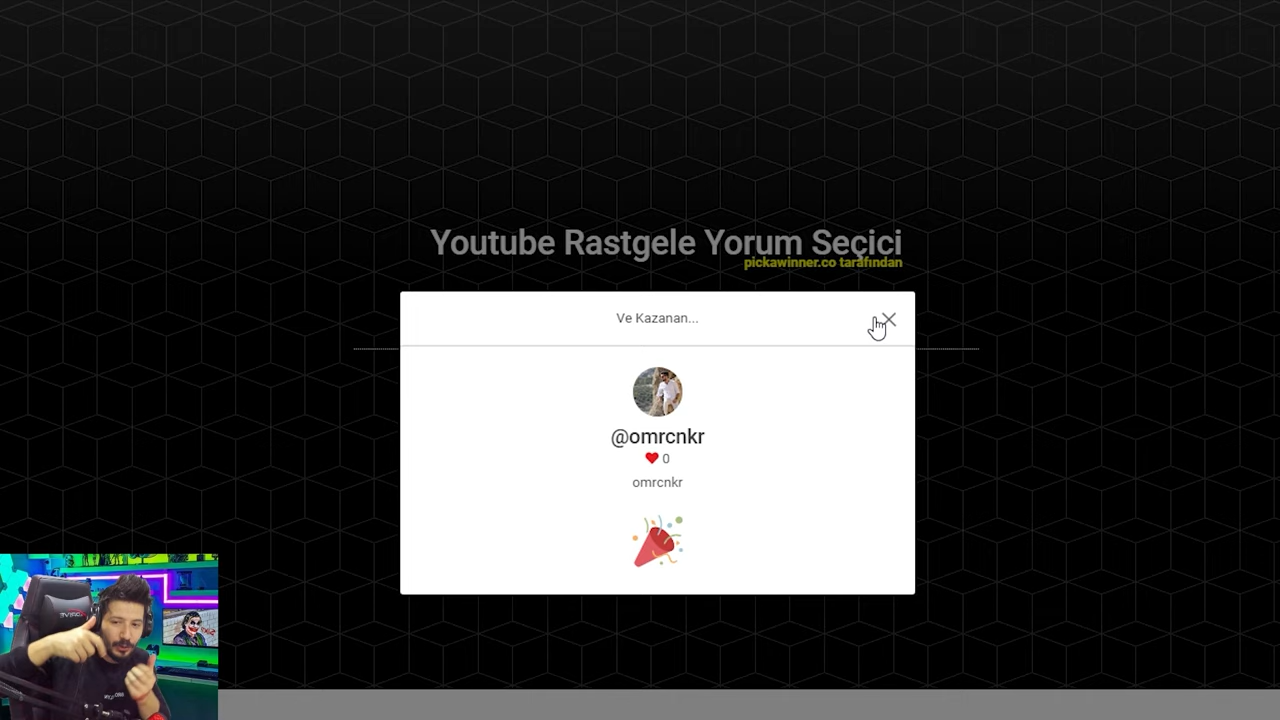 Youtube Rastgele Yorum Seçici
pickawinner.co tarafından
Ve Kazanan...
@omrcnkr
0
omrcnkr